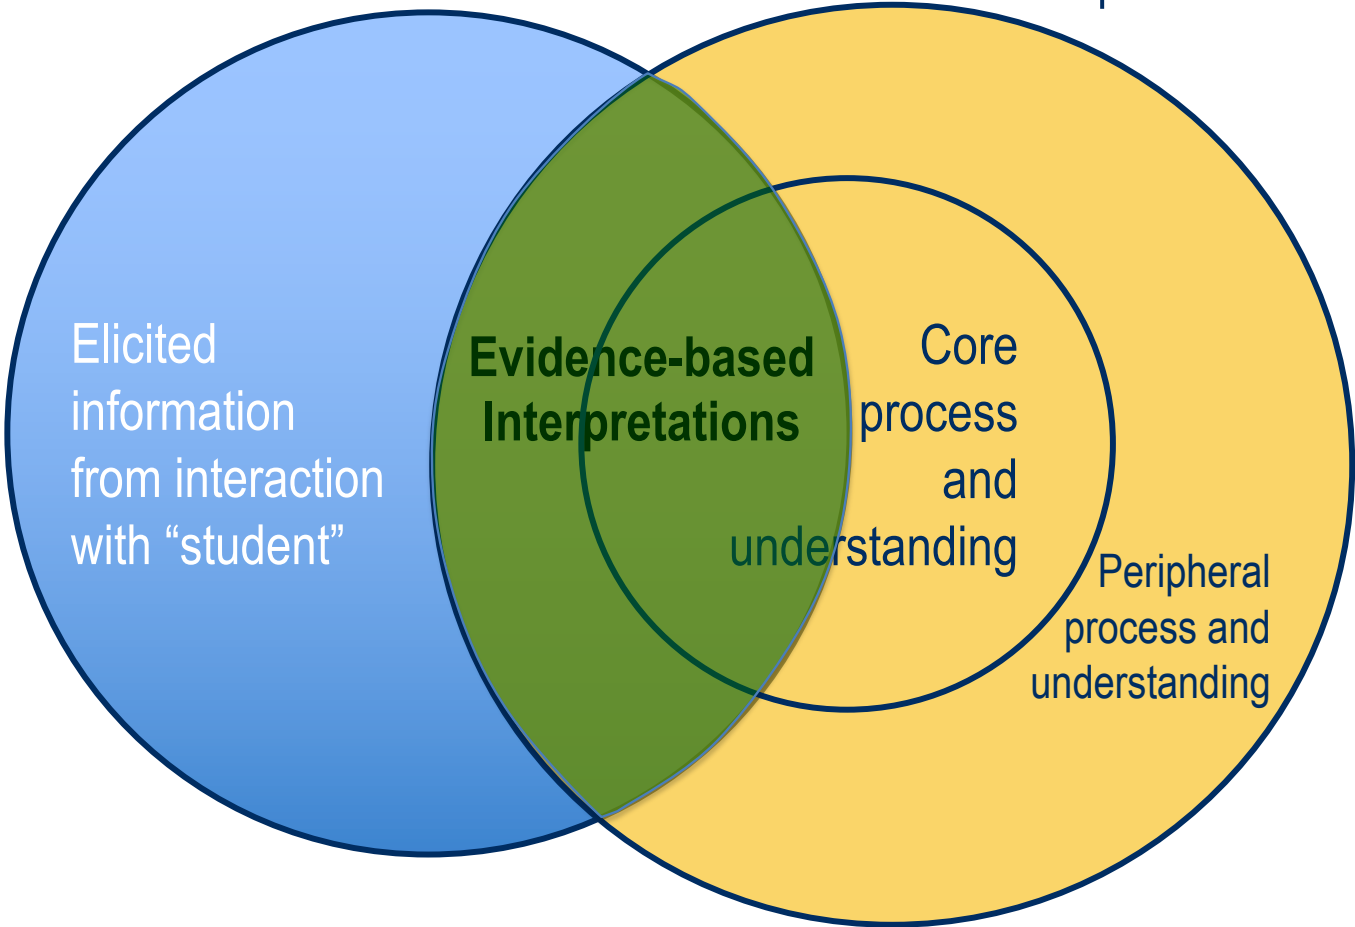 Elicited
information
from interaction
with “student”
Evidence-based
Interpretations
Core
process
and
understanding
Peripheral
process and
understanding